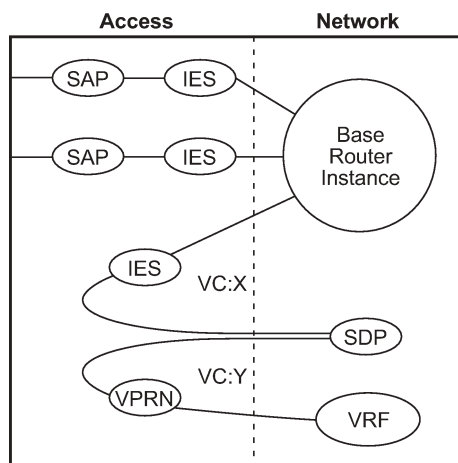 Access Network
SAP IES
Base
Router
Instance
SAP IES
IES
VC:X
SDP
VC:Y
VPRN
VRF